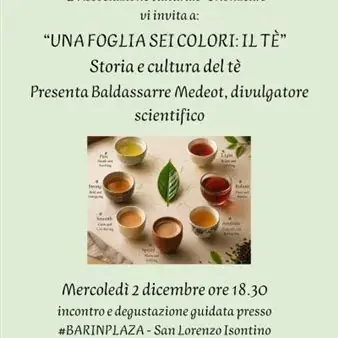 vi invita a:
“UNA FOGLIA SEI COLORI: IL TÈ”
Storia e cultura del tè
Presenta Baldassarre Medeot, divulgatore
scientifico
Mercoledì 2 dicembre ore 18.30
incontro e degustazione guidata presso
#BARINPLAZA - San Lorenzo Isontino